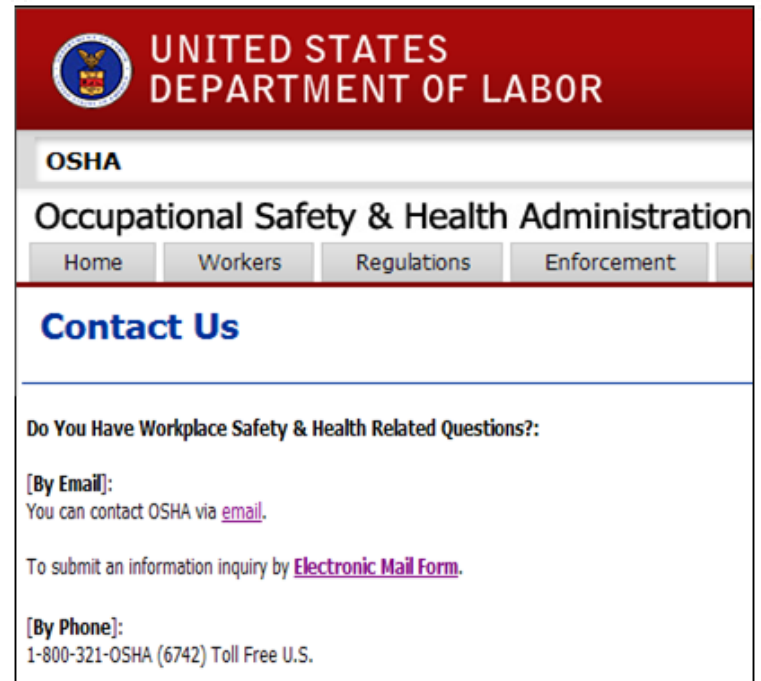 UNITED STATES
DEPARTMENT OF LABOR
OSHA
Occupational Safety & Health Administration
Home Workers Regulations Enforcement
Contact Us
Do You Have Workplace Safety & Health Related Questions?:
[By Email]:
You can contact OSHA via email.
To submit an information inquiry by Electronic Mail Form.
[By Phone]:
1-800-321-OSHA (6742) Toll Free U.S.